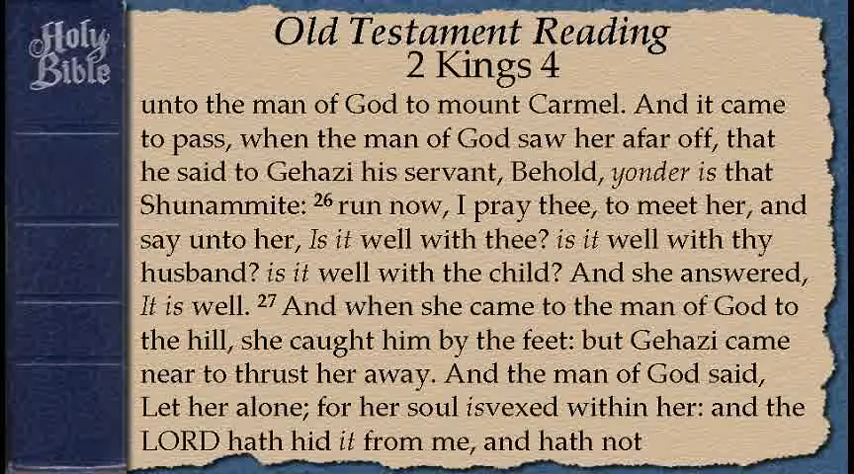 Holy
Bible
Old Testament Reading
2 Kings 4
unto the man of God to mount Carmel. And it came
to pass, when the man of God saw her afar off, that
he said to Gehazi his servant, Behold, yonder is that
Shunammite: 26 run now, I pray thee, to meet her, and
say unto her, Is it well with thee? is it well with thy
husband? is it well with the child? And she answered,
It is well. 27 And when she came to the man of God to
the hill, she caught him by the feet: but Gehazi came
near to thrust her away. And the man of God said,
Let her alone; for her soul isvexed within her: and the
LORD hath hid it from me, and hath not